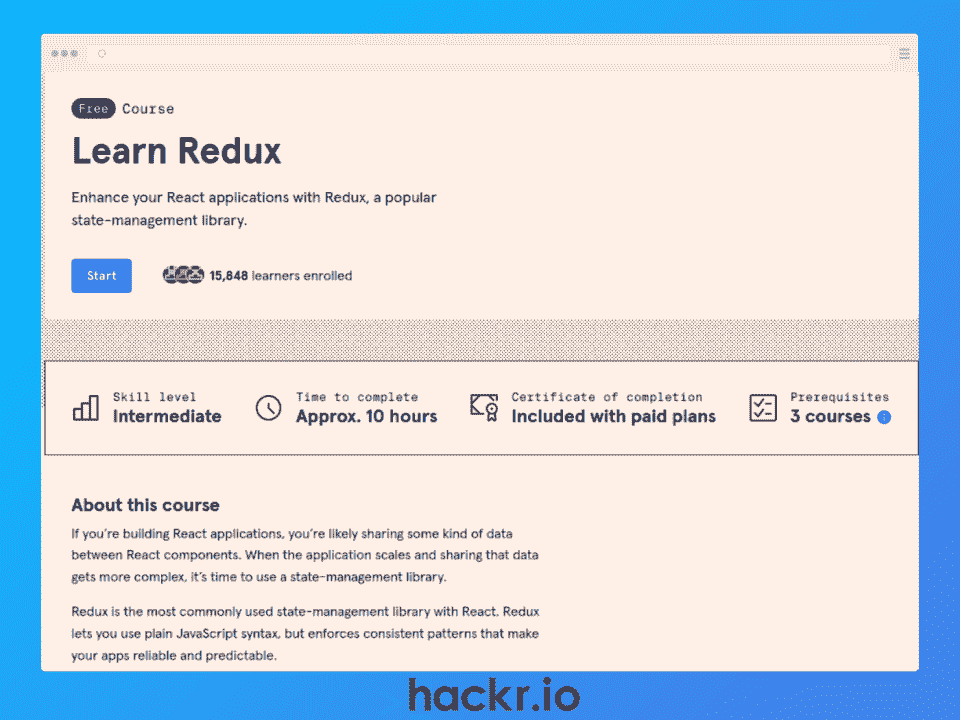 Free Course
Learn Redux
Enhance your React applications with Redux, a popular
state-management library.
Start
15,848 learners enrolled
Skill level
Intermediate
Time to complete
Approx. 10 hours
Certificate of completion
Included with paid plans
Prerequisites
3 courses
About this course
If you're building React applications, you're likely sharing some kind of data
between React components. When the application scales and sharing that data
gets more complex, it's time to use a state-management library.
Redux is the most commonly used state-management library with React. Redux
lets you use plain JavaScript syntax, but enforces consistent patterns that make
your apps reliable and predictable.
hackr.io